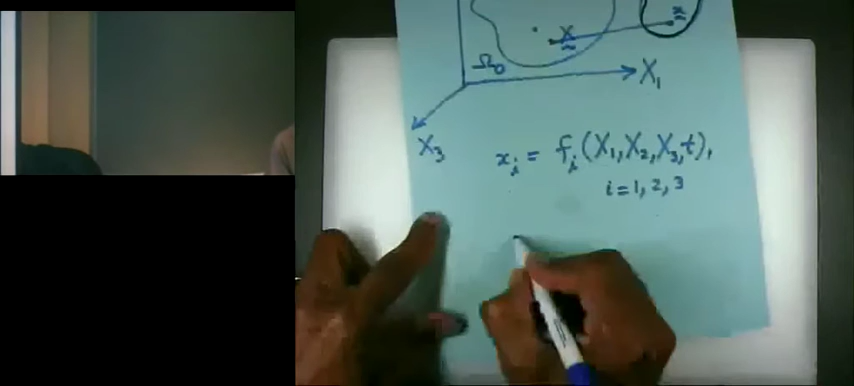 X x
Ω₀
X₁
X₃
xᵢ = fᵢ(X₁, X₂, X₃, t),
i = 1, 2, 3